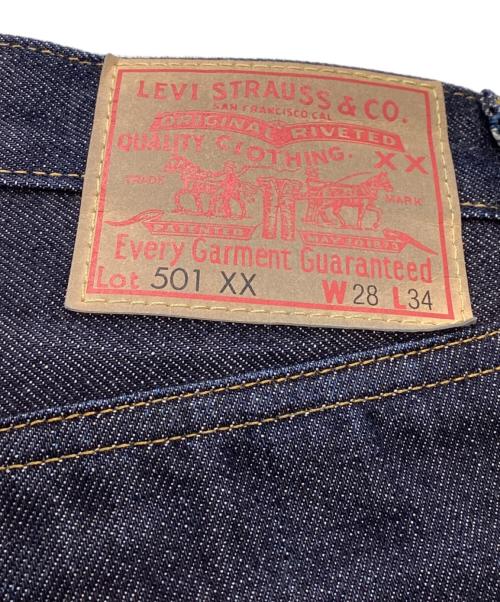 LEVI STRAUSS & CO.
SAN FRANCISCO, CAL.
ORIGINAL RIVETED
QUALITY CLOTHING. XX
TRADE MARK
PATENTED MAY 20 1873
Every Garment Guaranteed
Lot 501 XX W 28 L 34